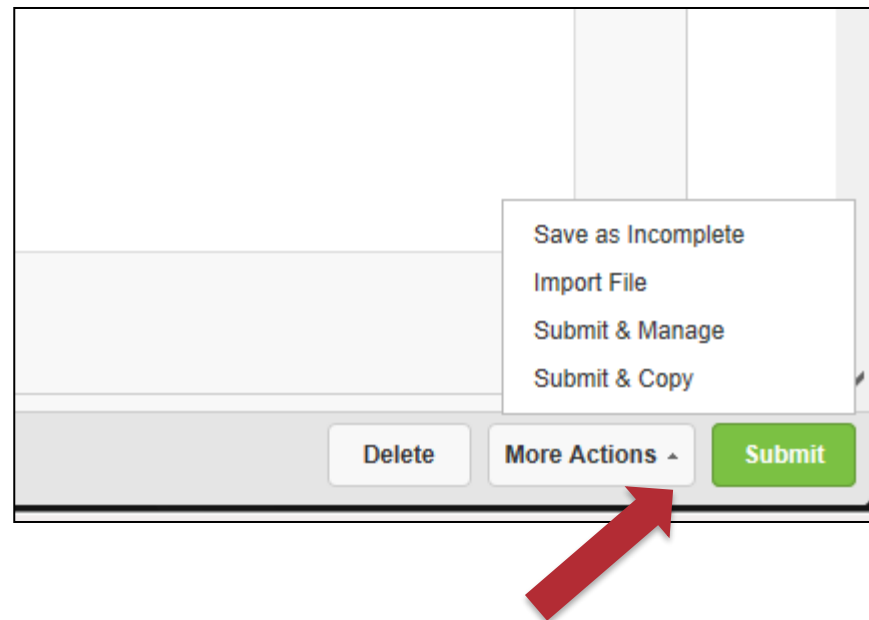 Save as Incomplete
Import File
Submit & Manage
Submit & Copy
Delete
More Actions
Submit